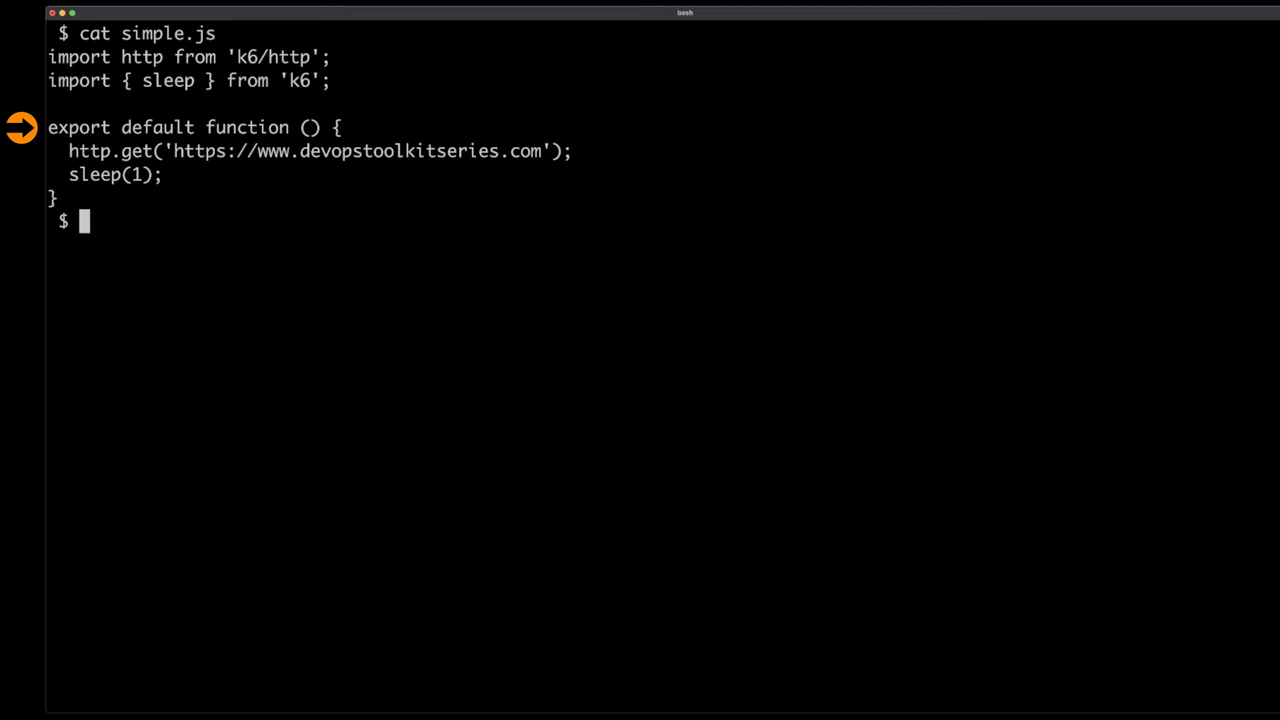 bash
$ cat simple.js
import http from 'k6/http';
import { sleep } from 'k6';
export default function () {
  http.get('https://www.devopstoolkitseries.com');
  sleep(1);
}
$